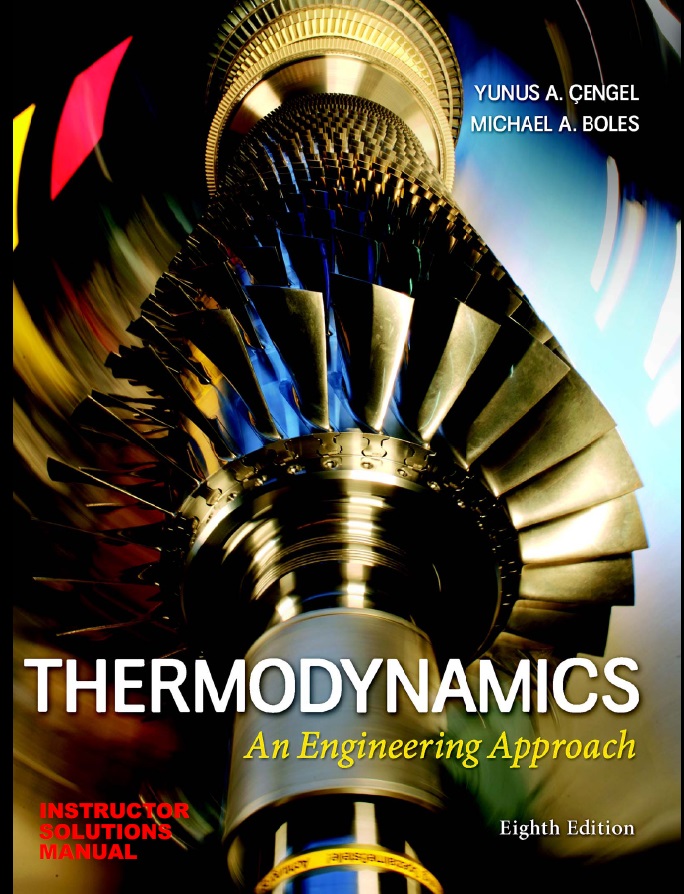 YUNUS A. ÇENGEL
MICHAEL A. BOLES
THERMODYNAMICS
An Engineering Approach
INSTRUCTOR
SOLUTIONS
MANUAL
Eighth Edition